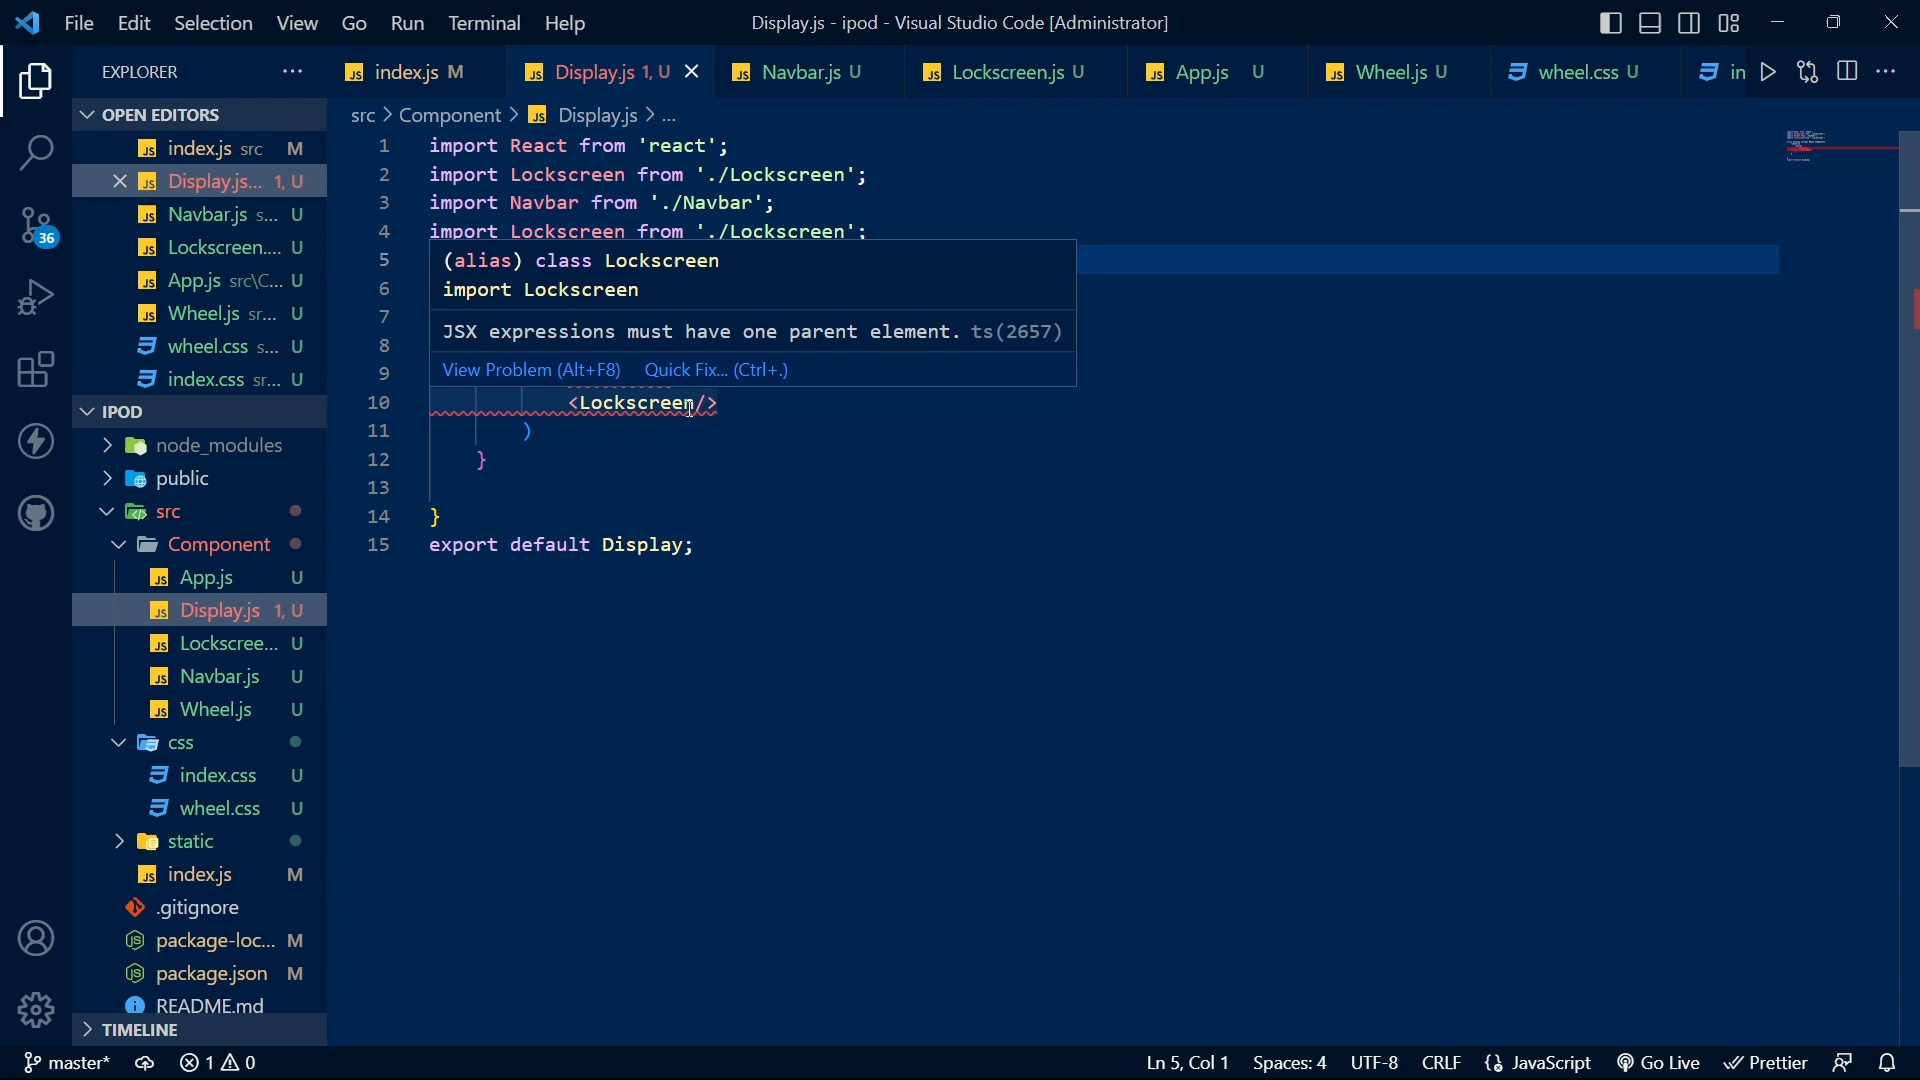 File Edit Selection View Go Run Terminal Help
Display.js - ipod - Visual Studio Code [Administrator]
EXPLORER ...
index.js M
Display.js 1, U
Navbar.js U
Lockscreen.js U
App.js U
Wheel.js U
wheel.css U
in
OPEN EDITORS
index.js src M
Display.js... 1, U
Navbar.js s... U
Lockscreen.... U
App.js src\C... U
Wheel.js sr... U
wheel.css s... U
index.css sr... U
IPOD
node_modules
public
src
Component
App.js U
Display.js 1, U
Lockscree... U
Navbar.js U
Wheel.js U
css
index.css U
wheel.css U
static
index.js M
.gitignore
package-loc... M
package.json M
README.md
TIMELINE
36
src > Component > Display.js > ...
1 import React from 'react';
2 import Lockscreen from './Lockscreen';
3 import Navbar from './Navbar';
4 import Lockscreen from './Lockscreen';
5
6
7
8
9
(alias) class Lockscreen
import Lockscreen
JSX expressions must have one parent element. ts(2657)
View Problem (Alt+F8) Quick Fix... (Ctrl+.)
10 <Lockscreen/>
11 )
12 }
13
14 }
15 export default Display;
master* 1 0
Ln 5, Col 1 Spaces: 4 UTF-8 CRLF JavaScript Go Live Prettier